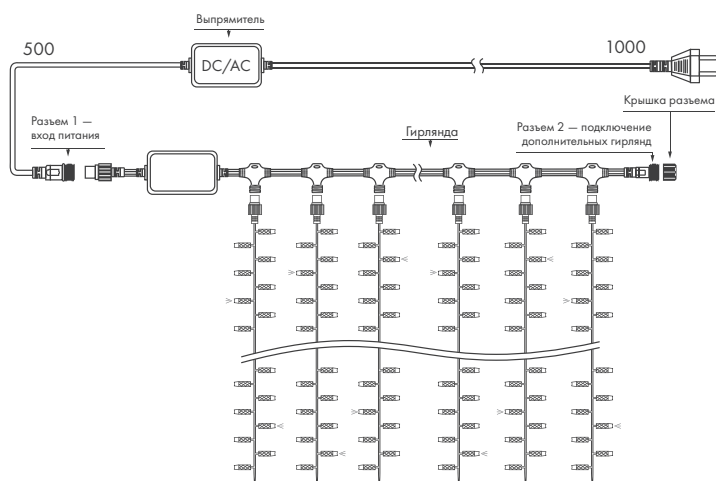 Выпрямитель
500
DC/AC
1000
Крышка разъема
Разъем 1 —
вход питания
Гирлянда
Разъем 2 — подключение
дополнительных гирлянд